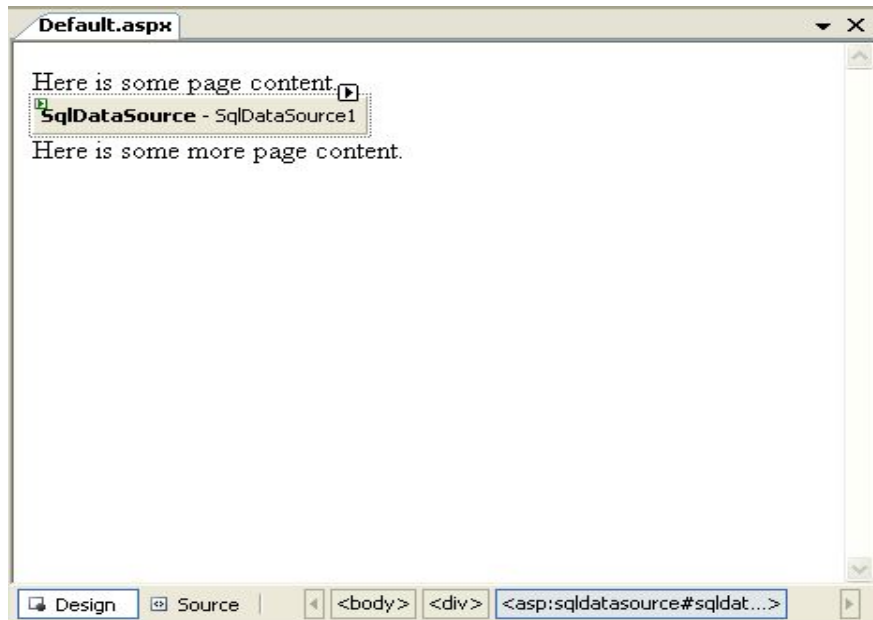 Default.aspx
Here is some page content.
SqlDataSource - SqlDataSource1
Here is some more page content.
Design Source <body> <div> <asp:sqldatasource#sqldat...>